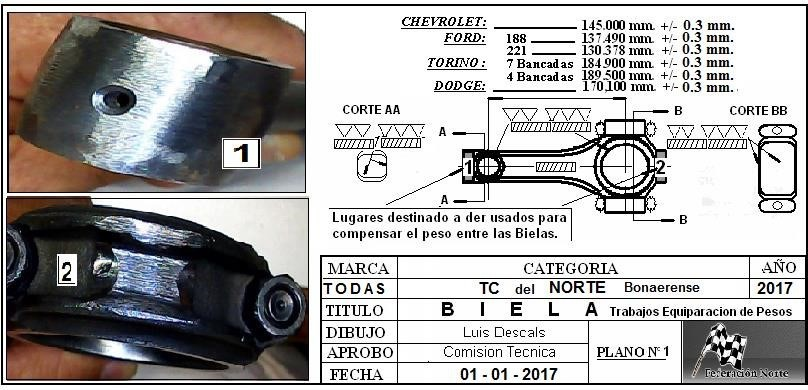 1
2
CHEVROLET: 145.000 mm. +/- 0.3 mm.
FORD: 188 137.490 mm. +/- 0.3 mm.
221 130.378 mm. +/- 0.3 mm.
TORINO : 7 Bancadas 184.900 mm. +/- 0.3 mm.
4 Bancadas 189.500 mm. +/- 0.3 mm.
DODGE: 170,100 mm. +/- 0.3 mm.
CORTE AA
A
A
B
B
CORTE BB
1
2
Lugares destinado a der usados para
compensar el peso entre las Bielas.
MARCA CATEGORIA AÑO
TODAS TC del NORTE Bonaerense 2017
TITULO B I E L A Trabajos Equiparacion de Pesos
DIBUJO Luis Descals
APROBO Comision Tecnica
FECHA 01 - 01 - 2017
PLANO Nº 1
Federación Norte